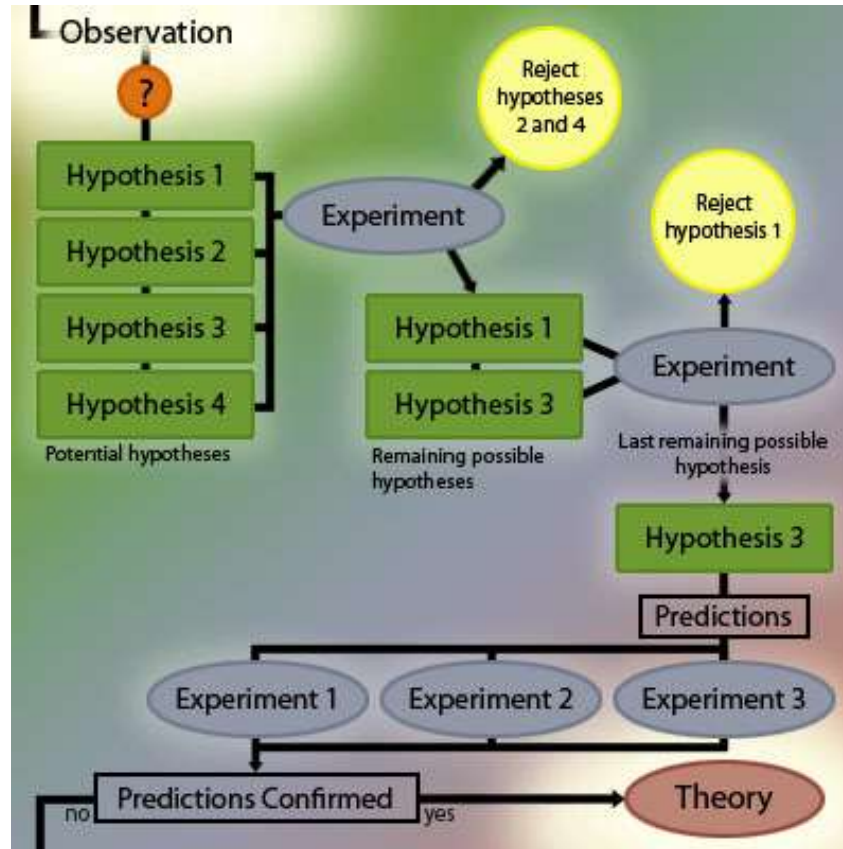 Observation
?
Hypothesis 1
Hypothesis 2
Hypothesis 3
Hypothesis 4
Potential hypotheses
Experiment
Reject
hypotheses
2 and 4
Hypothesis 1
Hypothesis 3
Remaining possible
hypotheses
Experiment
Reject
hypothesis 1
Last remaining possible
hypothesis
Hypothesis 3
Predictions
Experiment 1
Experiment 2
Experiment 3
Predictions Confirmed
no
yes
Theory